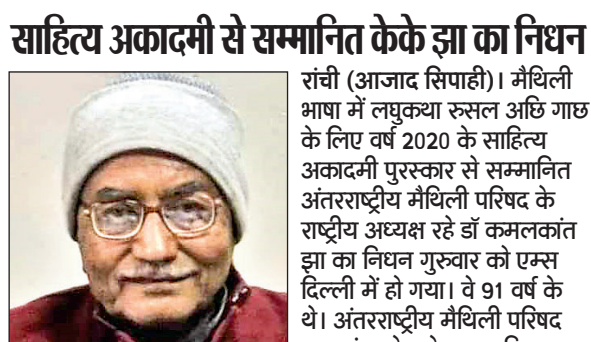 साहित्य अकादमी से सम्मानित केके झा का निधन
रांची (आजाद सिपाही)। मैथिली
भाषा में लघुकथा रुसल अछि गाछ
के लिए वर्ष 2020 के साहित्य
अकादमी पुरस्कार से सम्मानित
अंतरराष्ट्रीय मैथिली परिषद के
राष्ट्रीय अध्यक्ष रहे डॉ कमलकांत
झा का निधन गुरुवार को एम्स
दिल्ली में हो गया। वे 91 वर्ष के
थे। अंतरराष्ट्रीय मैथिली परिषद